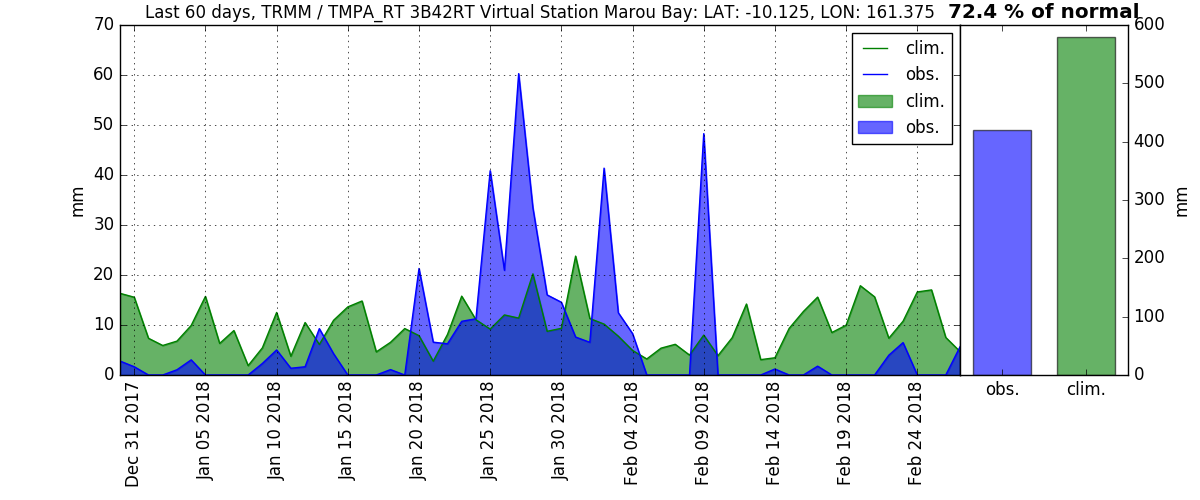 Last 60 days, TRMM / TMPA_RT 3B42RT Virtual Station Marou Bay: LAT: -10.125, LON: 161.375 72.4 % of normal
70
60
50
40
30
20
10
0
mm
clim.
obs.
clim.
obs.
600
500
400
300
200
100
0
mm
Dec 31 2017
Jan 05 2018
Jan 10 2018
Jan 15 2018
Jan 20 2018
Jan 25 2018
Jan 30 2018
Feb 04 2018
Feb 09 2018
Feb 14 2018
Feb 19 2018
Feb 24 2018
obs.
clim.